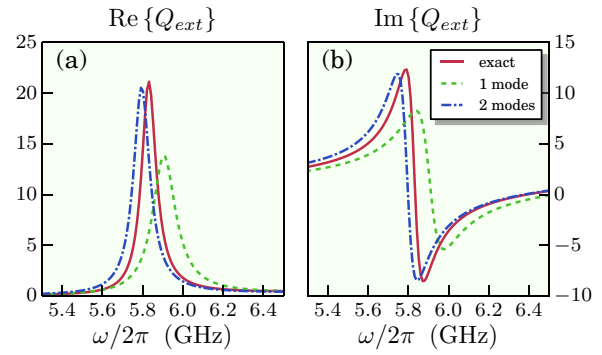 Re {Q_ext}
Im {Q_ext}
(a)
25
20
15
10
5
0
5.4 5.6 5.8 6.0 6.2 6.4
ω/2π (GHz)
(b)
exact
1 mode
2 modes
15
10
5
0
−5
−10
5.4 5.6 5.8 6.0 6.2 6.4
ω/2π (GHz)